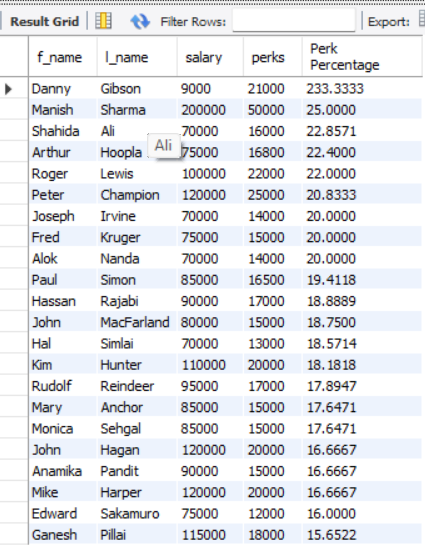 Result Grid Filter Rows: Export:
f_name l_name salary perks Perk Percentage
Danny Gibson 9000 21000 233.3333
Manish Sharma 200000 50000 25.0000
Shahida Ali 70000 16000 22.8571
Ali
Arthur Hoopla 75000 16800 22.4000
Roger Lewis 100000 22000 22.0000
Peter Champion 120000 25000 20.8333
Joseph Irvine 70000 14000 20.0000
Fred Kruger 75000 15000 20.0000
Alok Nanda 70000 14000 20.0000
Paul Simon 85000 16500 19.4118
Hassan Rajabi 90000 17000 18.8889
John MacFarland 80000 15000 18.7500
Hal Simlai 70000 13000 18.5714
Kim Hunter 110000 20000 18.1818
Rudolf Reindeer 95000 17000 17.8947
Mary Anchor 85000 15000 17.6471
Monica Sehgal 85000 15000 17.6471
John Hagan 120000 20000 16.6667
Anamika Pandit 90000 15000 16.6667
Mike Harper 120000 20000 16.6667
Edward Sakamuro 75000 12000 16.0000
Ganesh Pillai 115000 18000 15.6522